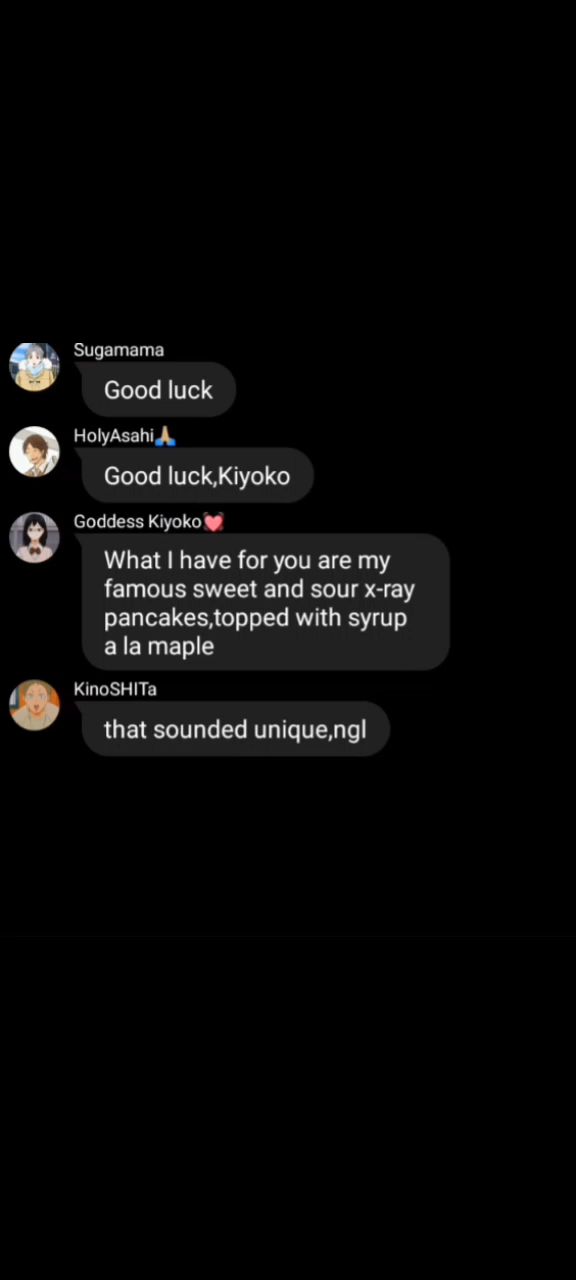 Sugamama
Good luck
HolyAsahi🙏🏼
Good luck,Kiyoko
Goddess Kiyoko💓
What I have for you are my
famous sweet and sour x-ray
pancakes,topped with syrup
a la maple
KinoSHITa
that sounded unique,ngl